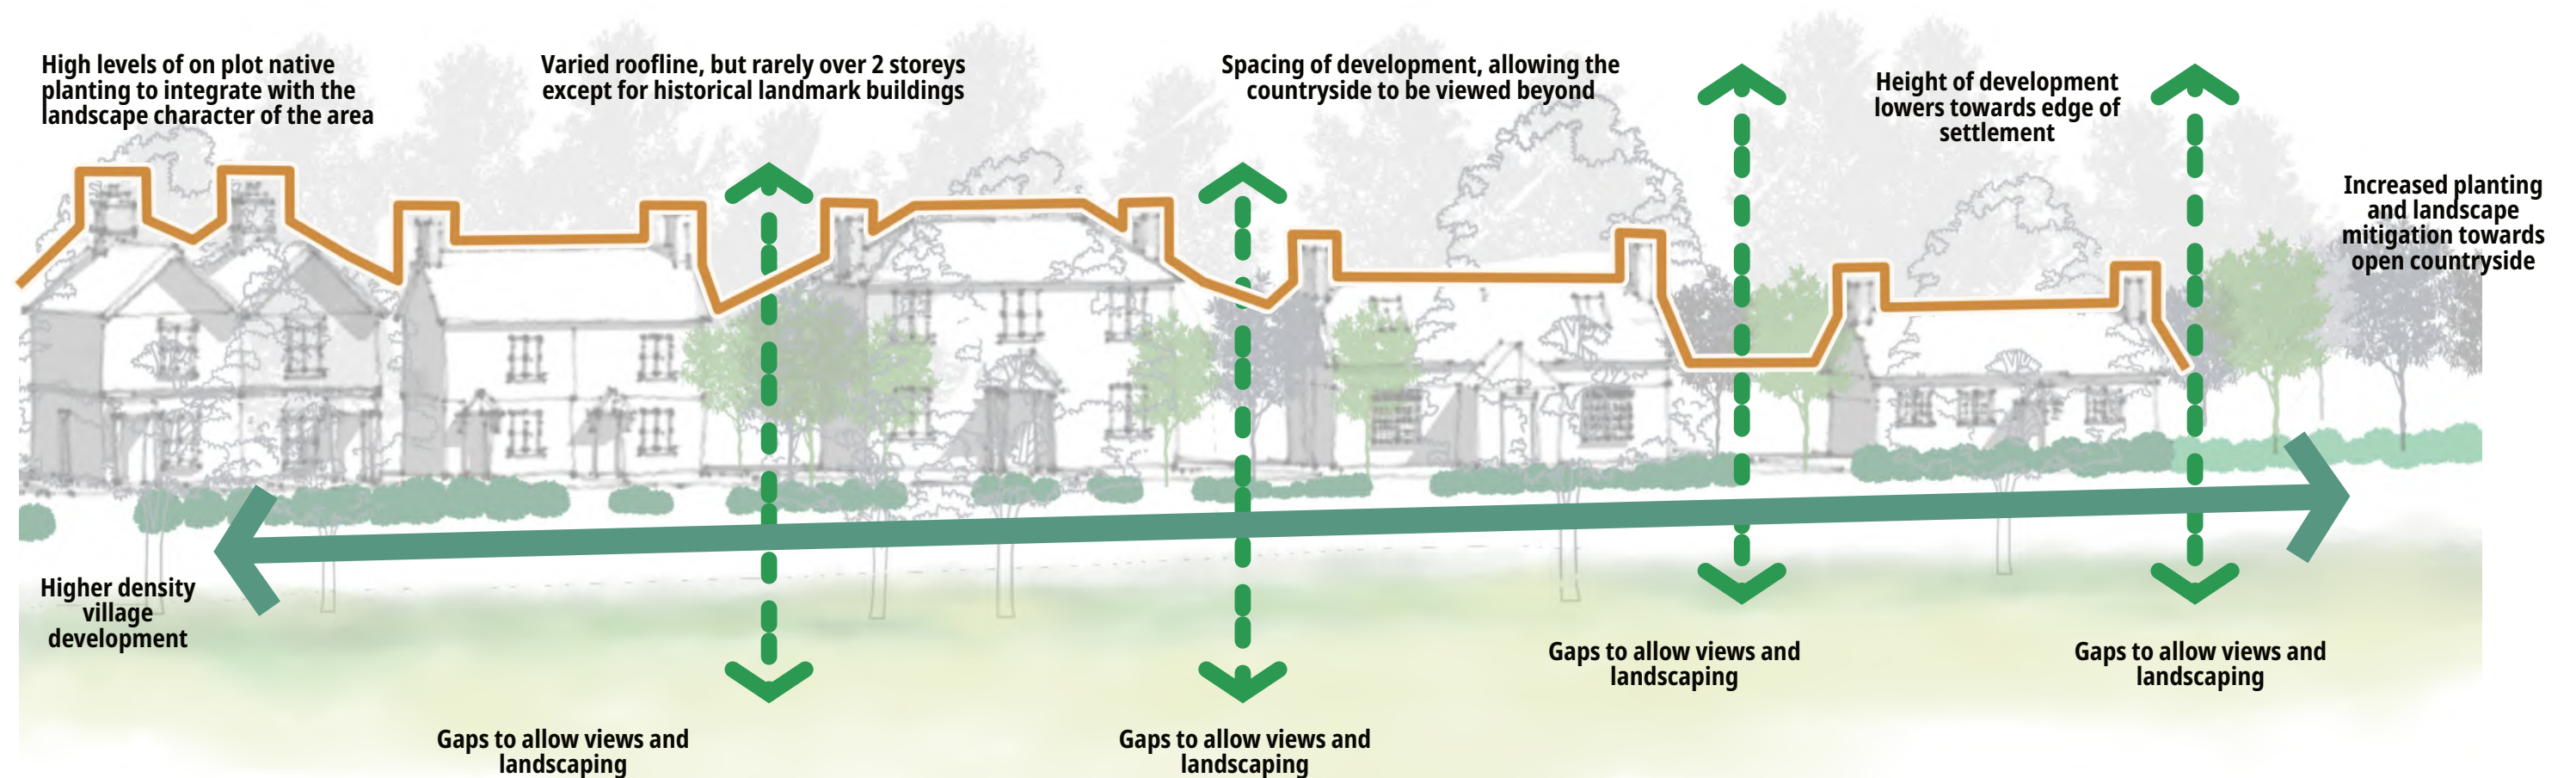 High levels of on plot native
planting to integrate with the
landscape character of the area
Varied roofline, but rarely over 2 storeys
except for historical landmark buildings
Spacing of development, allowing the
countryside to be viewed beyond
Height of development
lowers towards edge of
settlement
Increased planting
and landscape
mitigation towards
open countryside
Higher density
village
development
Gaps to allow views and
landscaping
Gaps to allow views and
landscaping
Gaps to allow views and
landscaping
Gaps to allow views and
landscaping